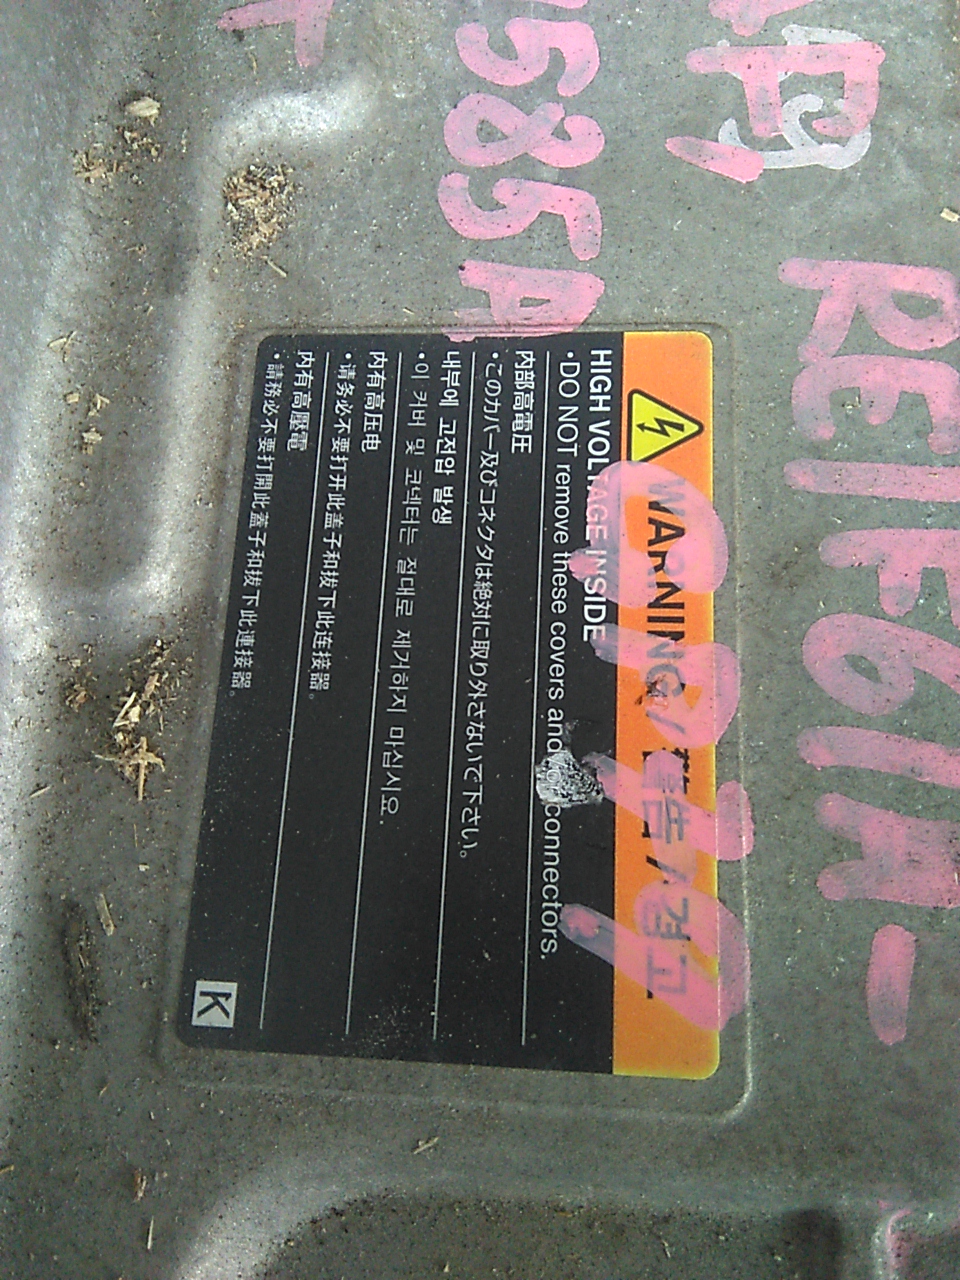 WARNING / 警告 / 경고
HIGH VOLTAGE INSIDE
・DO NOT remove these covers and/or connectors.
内部高電圧
・このカバー及びコネクタは絶対に取り外さないで下さい。
내부에 고전압 발생
・이 커버 및 코넥터는 절대로 제거하지 마십시요.
内有高压电
・请务必不要打开此盖子和拔下此连接器。
内有高壓電
・請務必不要打開此蓋子和拔下此連接器。
K
585A